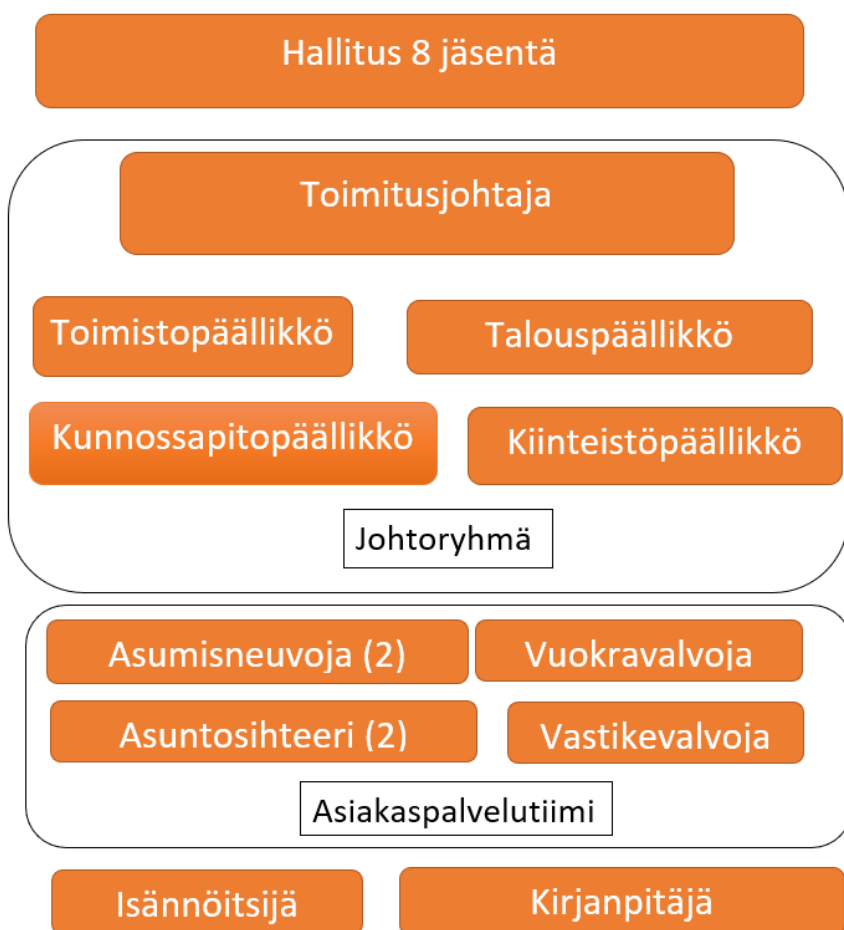 Hallitus 8 jäsentä
Toimitusjohtaja
Toimistopäällikkö
Talouspäällikkö
Kunnossapitopäällikkö
Kiinteistöpäällikkö
Johtoryhmä
Asumisneuvoja (2)
Vuokravalvoja
Asuntosihteeri (2)
Vastikevalvoja
Asiakaspalvelutiimi
Isännöitsijä
Kirjanpitäjä